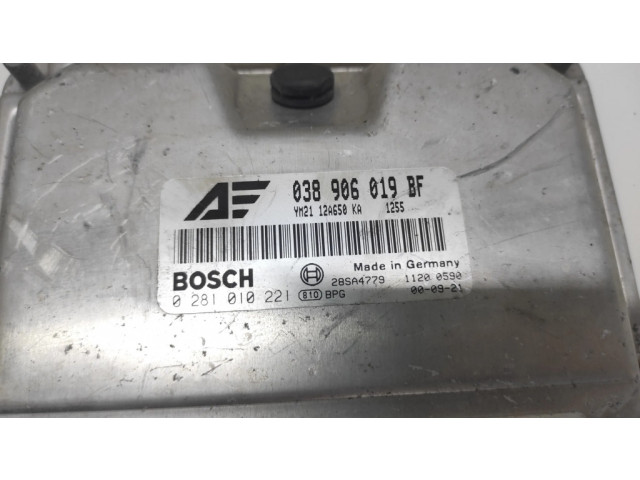 AE 038 906 019 BF
YM21 12A650 KA 1255
BOSCH 28SA4779 Made in Germany 1120 0590
0 281 010 221 810 BPG 00-09-21